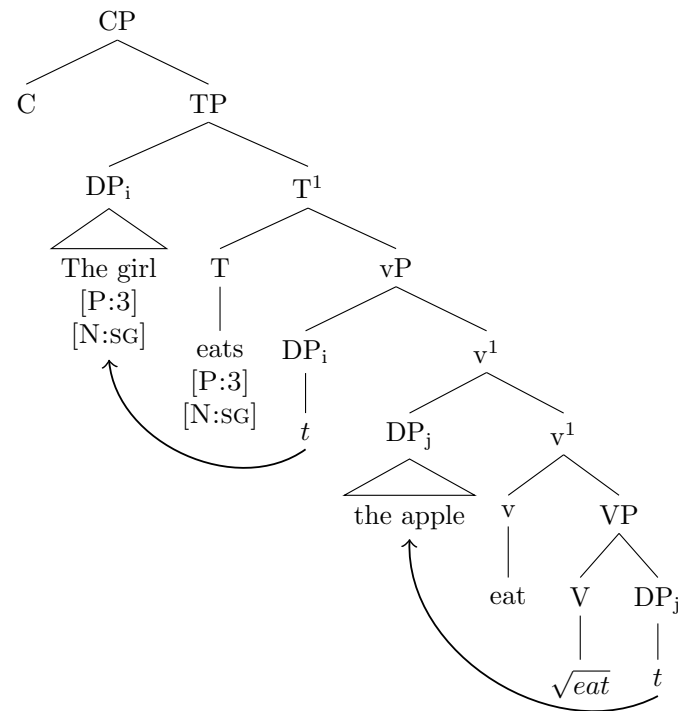 CP
C TP
DPi T¹
The girl T vP
[P:3]
[N:SG]
eats DPi v¹
[P:3]
[N:SG]
t DPj v¹
the apple v VP
eat V DPj
√eat t